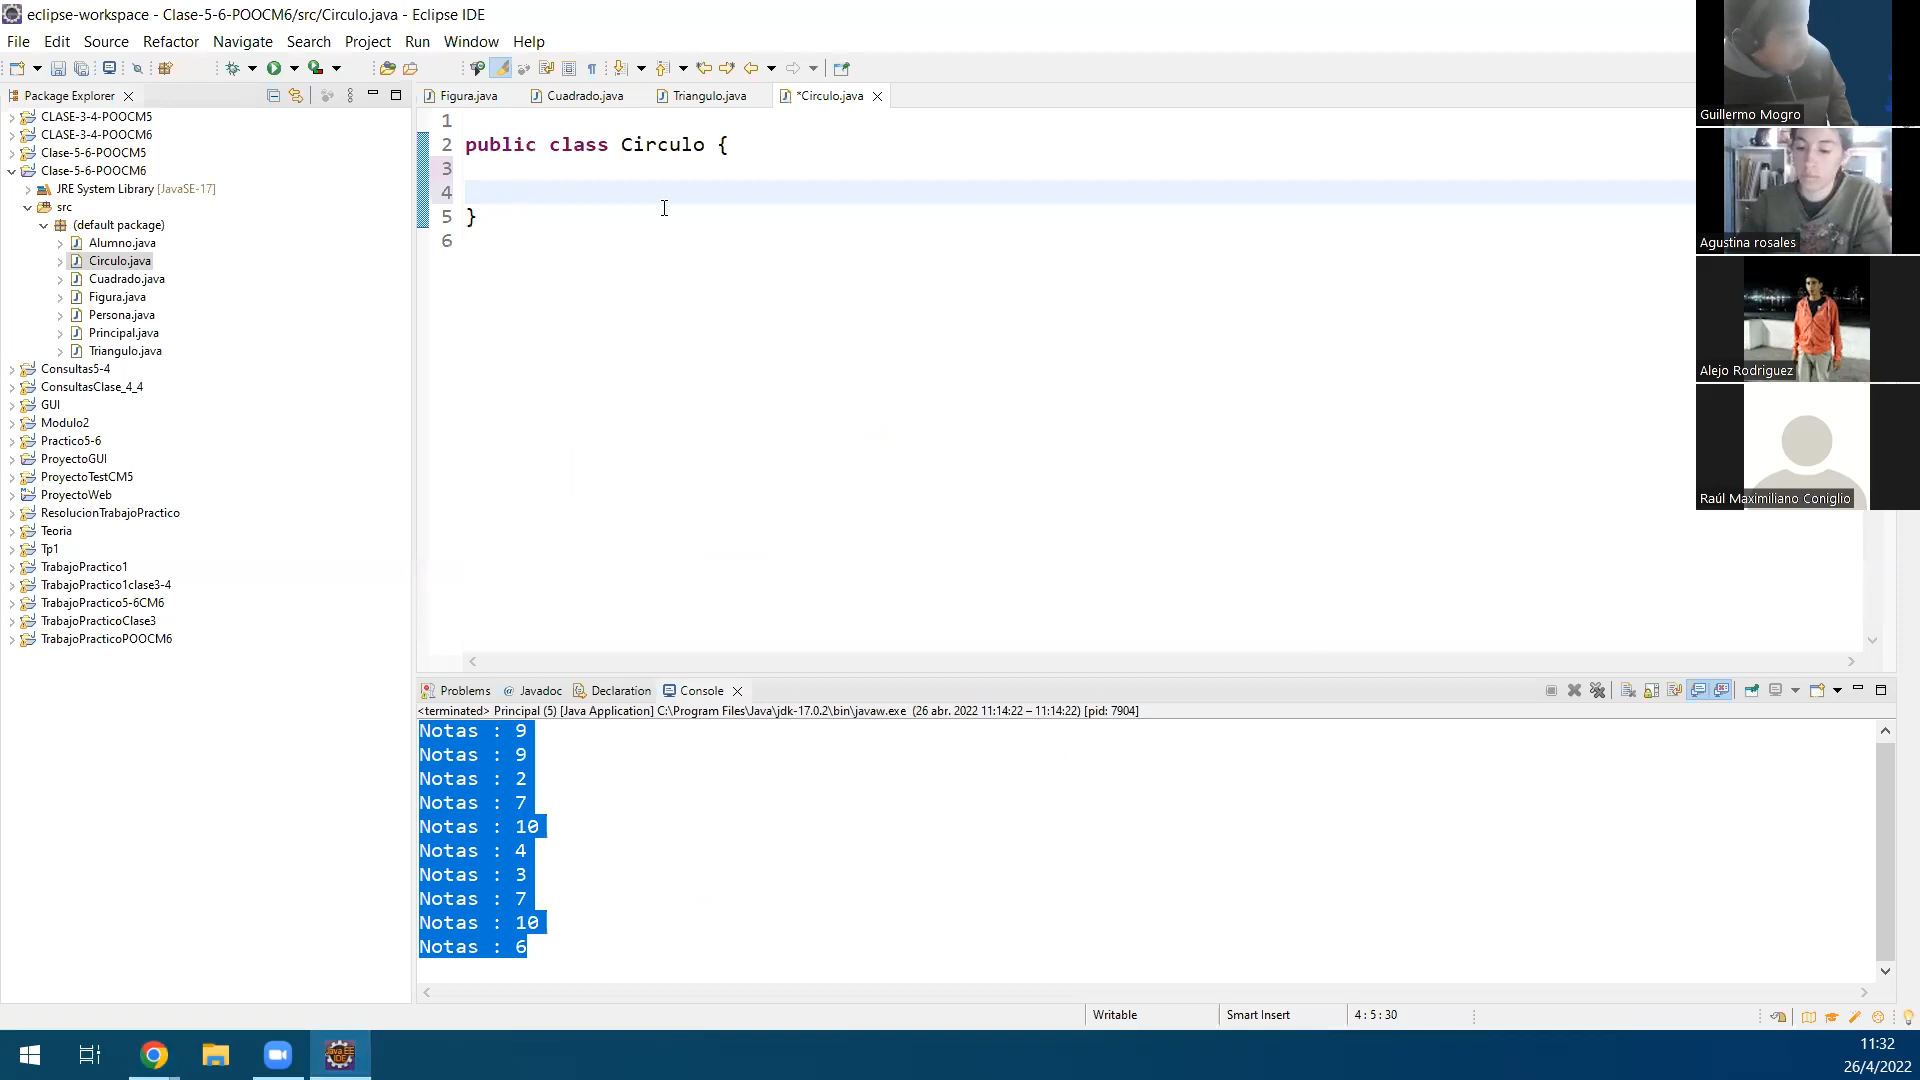 eclipse-workspace - Clase-5-6-POOCM6/src/Circulo.java - Eclipse IDE
File Edit Source Refactor Navigate Search Project Run Window Help
Package Explorer
Figura.java Cuadrado.java Triangulo.java *Circulo.java
CLASE-3-4-POOCM5
CLASE-3-4-POOCM6
Clase-5-6-POOCM5
Clase-5-6-POOCM6
JRE System Library [JavaSE-17]
src
(default package)
Alumno.java
Circulo.java
Cuadrado.java
Figura.java
Persona.java
Principal.java
Triangulo.java
Consultas5-4
ConsultasClase_4_4
GUI
Modulo2
Practico5-6
ProyectoGUI
ProyectoTestCM5
ProyectoWeb
ResolucionTrabajoPractico
Teoria
Tp1
TrabajoPractico1
TrabajoPractico1clase3-4
TrabajoPractico5-6CM6
TrabajoPracticoClase3
TrabajoPracticoPOOCM6
1
2 public class Circulo {
3
4
5 }
6
Guillermo Mogro
Agustina rosales
Alejo Rodriguez
Raúl Maximiliano Coniglio
Problems @ Javadoc Declaration Console
<terminated> Principal (5) [Java Application] C:\Program Files\Java\jdk-17.0.2\bin\javaw.exe (26 abr. 2022 11:14:22 – 11:14:22) [pid: 7904]
Notas : 9
Notas : 9
Notas : 2
Notas : 7
Notas : 10
Notas : 4
Notas : 3
Notas : 7
Notas : 10
Notas : 6
Writable Smart Insert 4 : 5 : 30
Java EE
IDE
11:32
26/4/2022